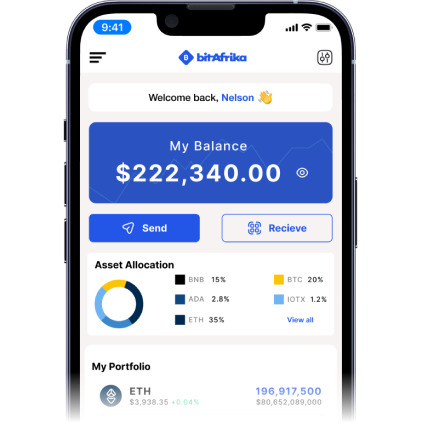 9:41
bitAfrika
Welcome back, Nelson 👋
My Balance
$222,340.00
Send
Recieve
Asset Allocation
BNB 15%
BTC 20%
ADA 2.8%
IOTX 1.2%
ETH 35%
View all
My Portfolio
ETH
196,917,500
$3,938.35 +0.04%
$80,652,089,000